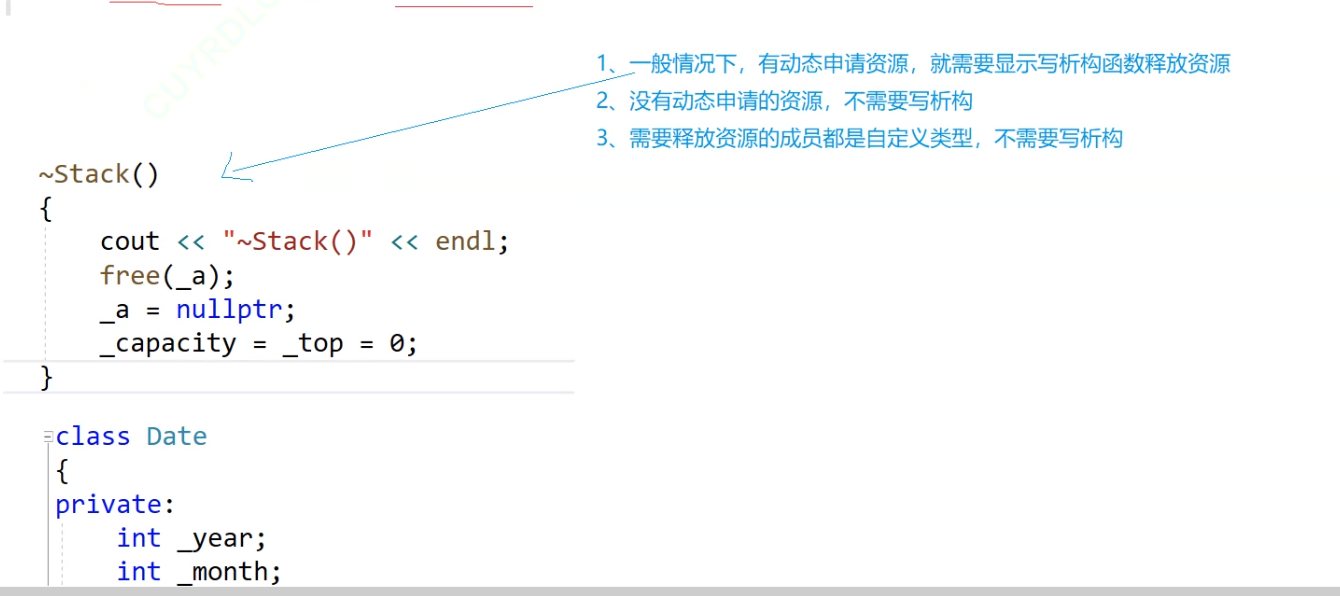 1、一般情况下，有动态申请资源，就需要显示写析构函数释放资源
2、没有动态申请的资源，不需要写析构
3、需要释放资源的成员都是自定义类型，不需要写析构
~Stack()
{
cout << "~Stack()" << endl;
free(_a);
_a = nullptr;
_capacity = _top = 0;
}
class Date
{
private:
int _year;
int _month;